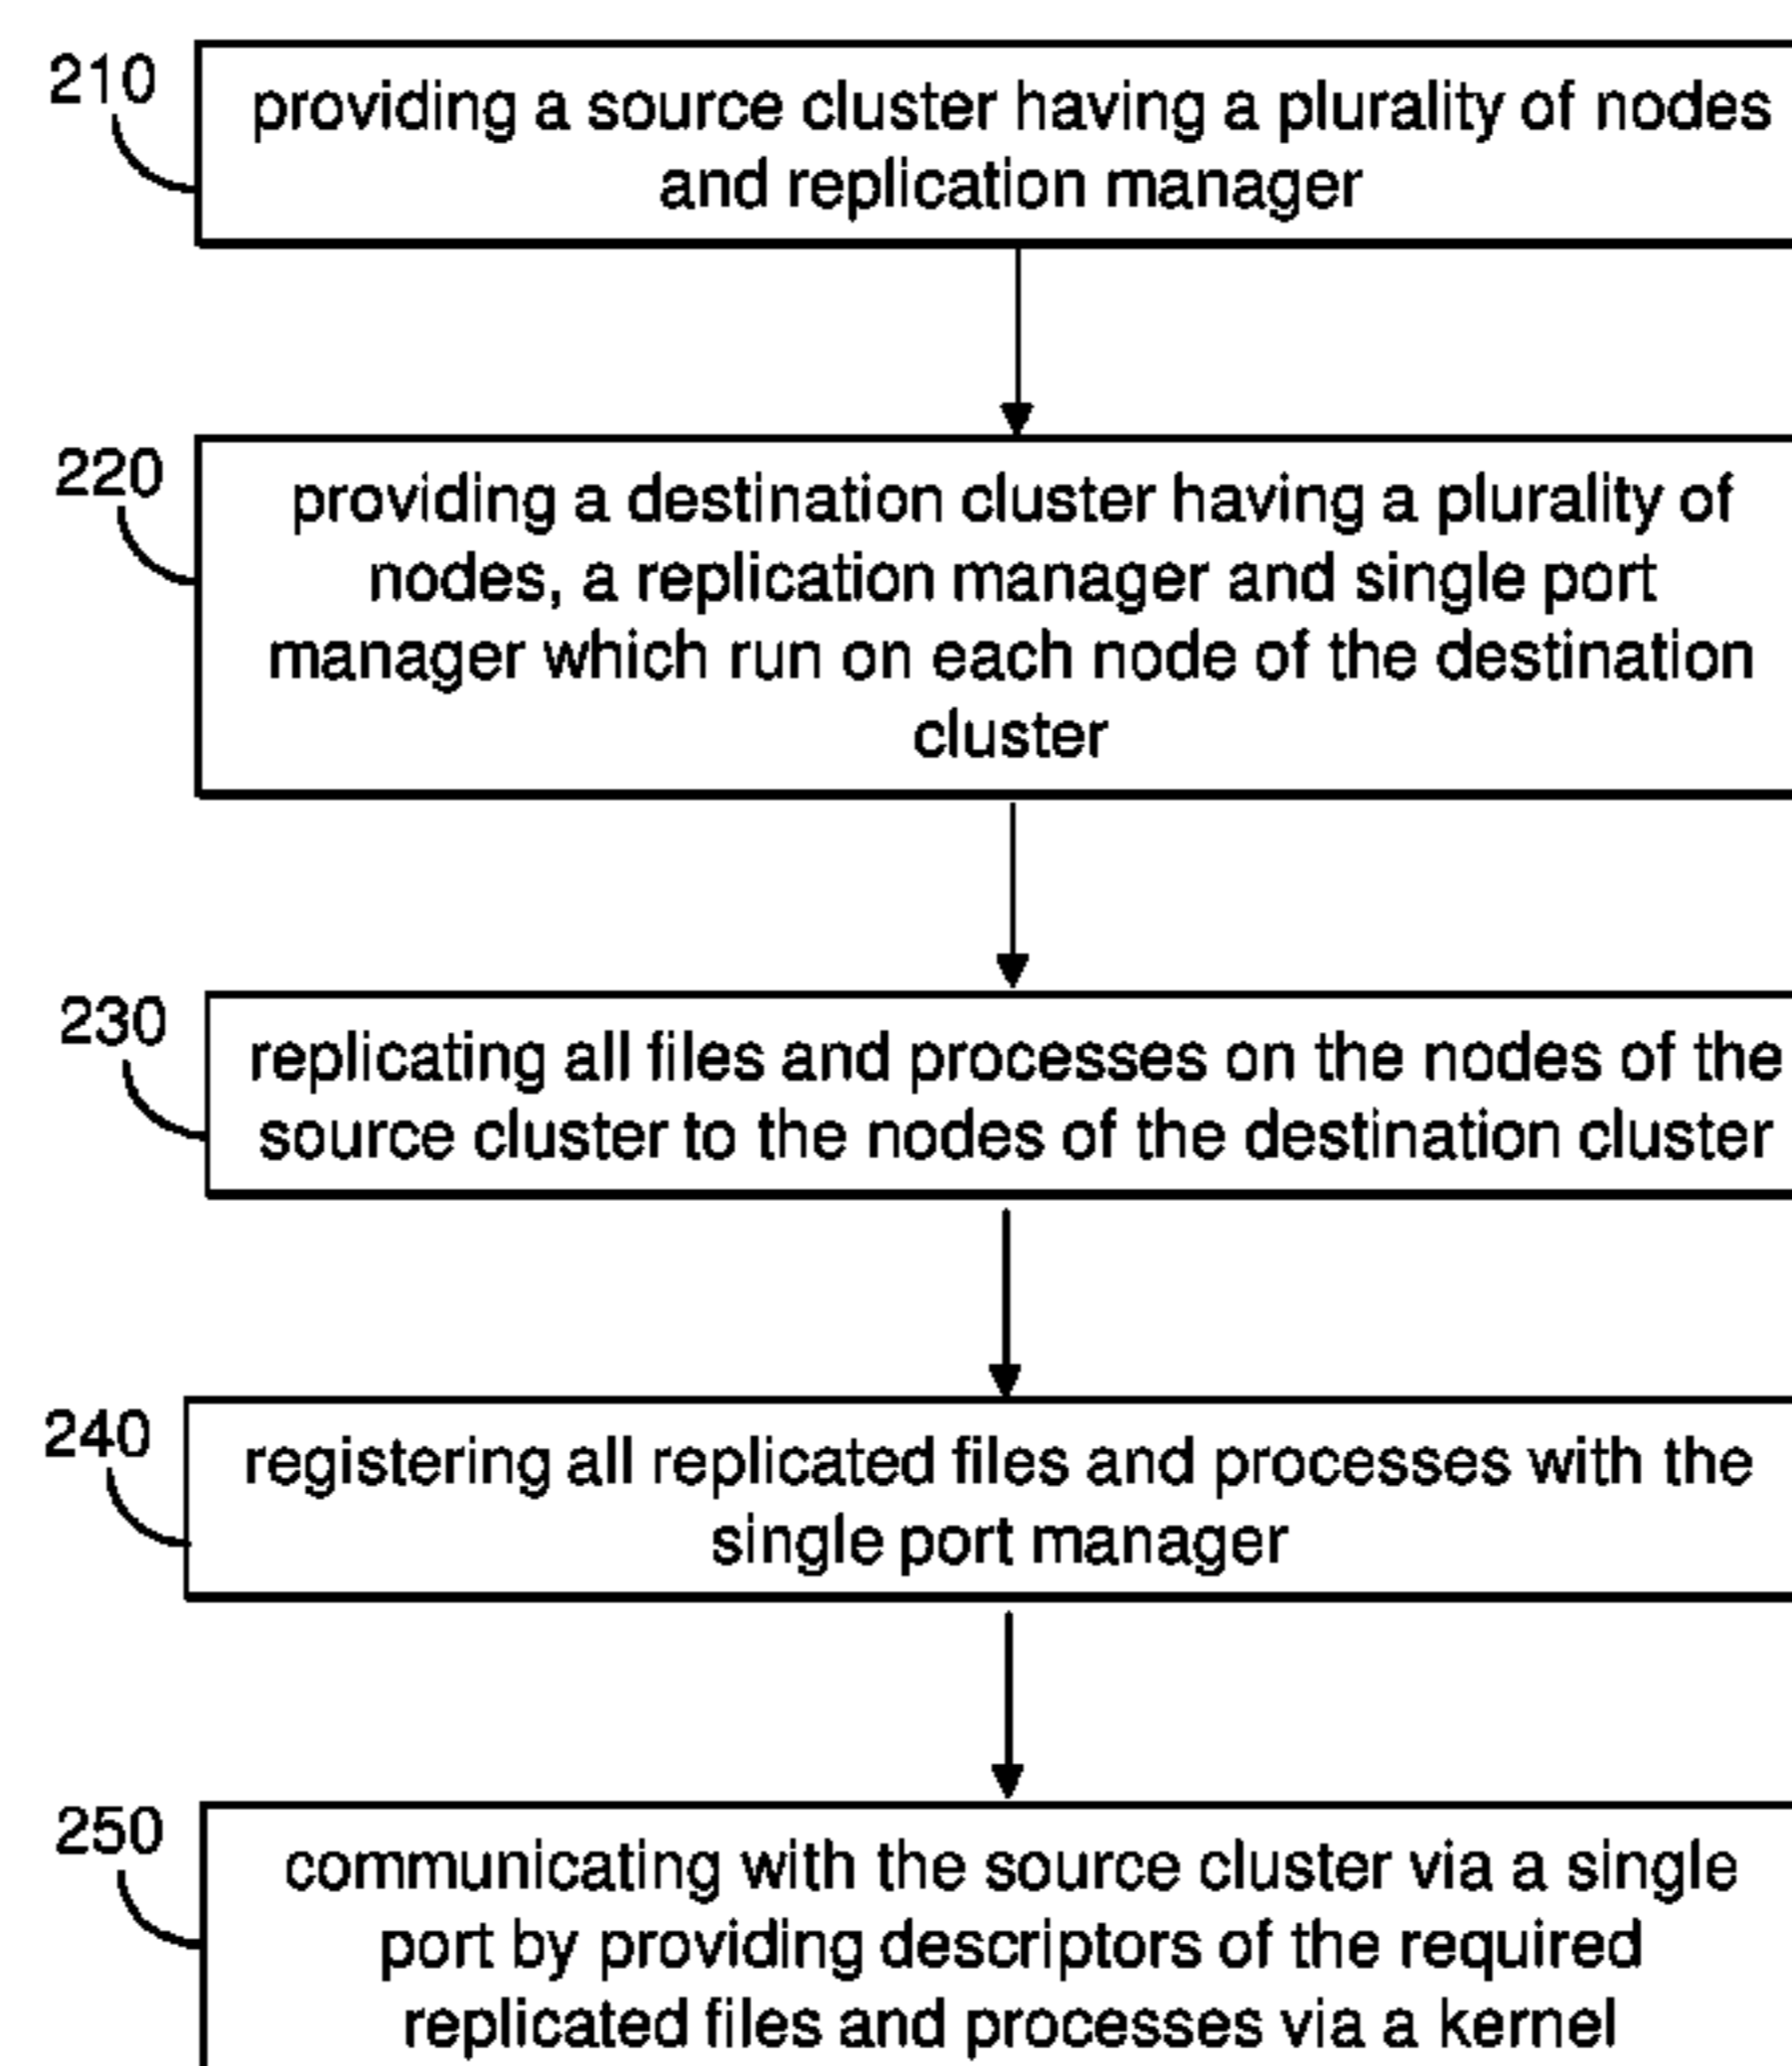 210
providing a source cluster having a plurality of nodes
and replication manager
220
providing a destination cluster having a plurality of
nodes, a replication manager and single port
manager which run on each node of the destination
cluster
230
replicating all files and processes on the nodes of the
source cluster to the nodes of the destination cluster
240
registering all replicated files and processes with the
single port manager
250
communicating with the source cluster via a single
port by providing descriptors of the required
replicated files and processes via a kernel